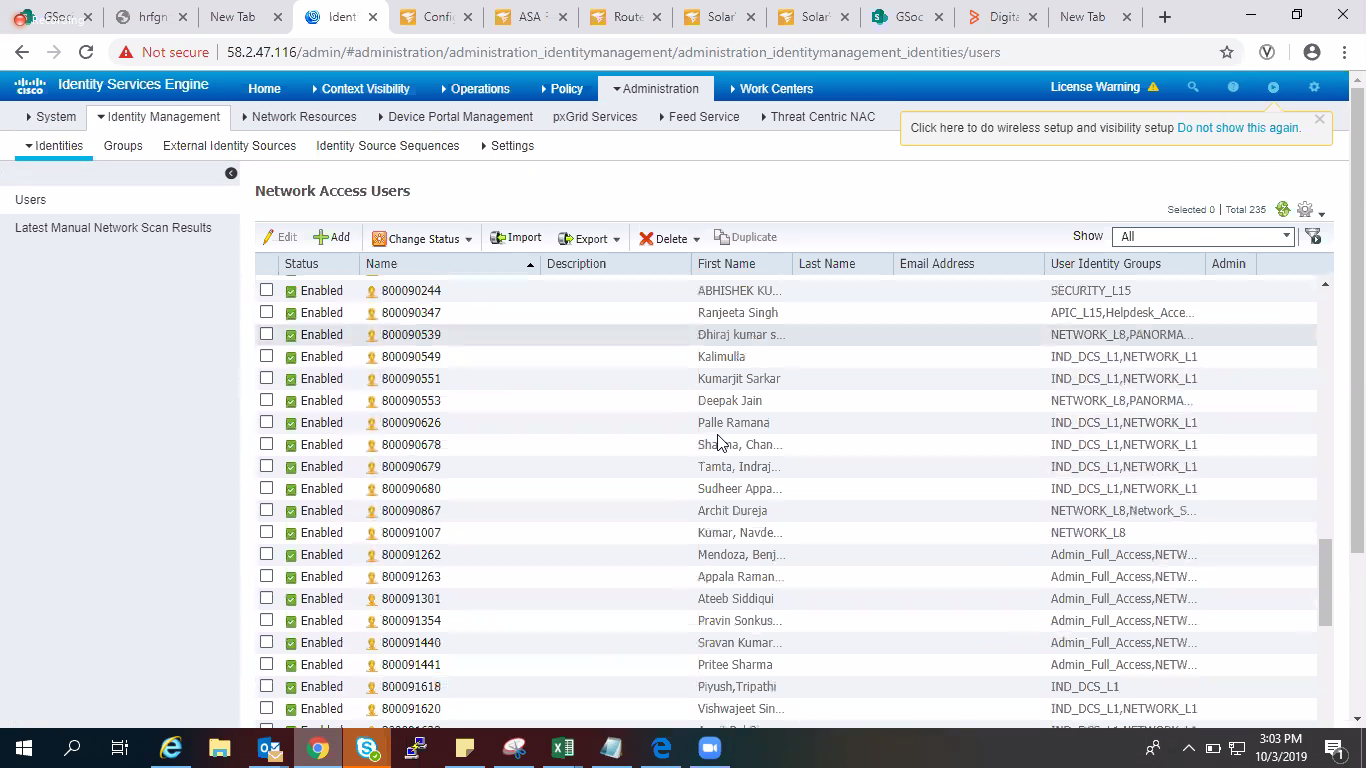 Recording
GSoc
hrfgn
New Tab
Ident
Confi
ASA F
Route
Solar
Solar
GSoc
Digita
New Tab
Not secure
58.2.47.116/admin/#administration/administration_identitymanagement/administration_identitymanagement_identities/users
cisco Identity Services Engine
Home Context Visibility Operations Policy Administration Work Centers
License Warning
System Identity Management Network Resources Device Portal Management pxGrid Services Feed Service Threat Centric NAC
Click here to do wireless setup and visibility setup Do not show this again.
Identities Groups External Identity Sources Identity Source Sequences Settings
Users
Latest Manual Network Scan Results
Network Access Users
Selected 0 | Total 235
Edit Add Change Status Import Export Delete Duplicate
Show All
Status Name Description First Name Last Name Email Address User Identity Groups Admin
Enabled 800090244 ABHISHEK KU... SECURITY_L15
Enabled 800090347 Ranjeeta Singh APIC_L15,Helpdesk_Acce...
Enabled 800090539 Dhiraj kumar s... NETWORK_L8,PANORMA...
Enabled 800090549 Kalimulla IND_DCS_L1,NETWORK_L1
Enabled 800090551 Kumarjit Sarkar IND_DCS_L1,NETWORK_L1
Enabled 800090553 Deepak Jain NETWORK_L8,PANORMA...
Enabled 800090626 Palle Ramana IND_DCS_L1,NETWORK_L1
Enabled 800090678 Chan... IND_DCS_L1,NETWORK_L1
Enabled 800090679 Tamta, Indraj... IND_DCS_L1,NETWORK_L1
Enabled 800090680 Sudheer Appa... IND_DCS_L1,NETWORK_L1
Enabled 800090867 Archit Dureja NETWORK_L8,Network_S...
Enabled 800091007 Kumar, Navde... NETWORK_L8
Enabled 800091262 Mendoza, Benj... Admin_Full_Access,NETW...
Enabled 800091263 Appala Raman... Admin_Full_Access,NETW...
Enabled 800091301 Ateeb Siddiqui Admin_Full_Access,NETW...
Enabled 800091354 Pravin Sonkus... Admin_Full_Access,NETW...
Enabled 800091440 Sravan Kumar... Admin_Full_Access,NETW...
Enabled 800091441 Pritee Sharma Admin_Full_Access,NETW...
Enabled 800091618 Piyush,Tripathi IND_DCS_L1
Enabled 800091620 Vishwajeet Sin... IND_DCS_L1,NETWORK_L1
3:03 PM
10/3/2019
1